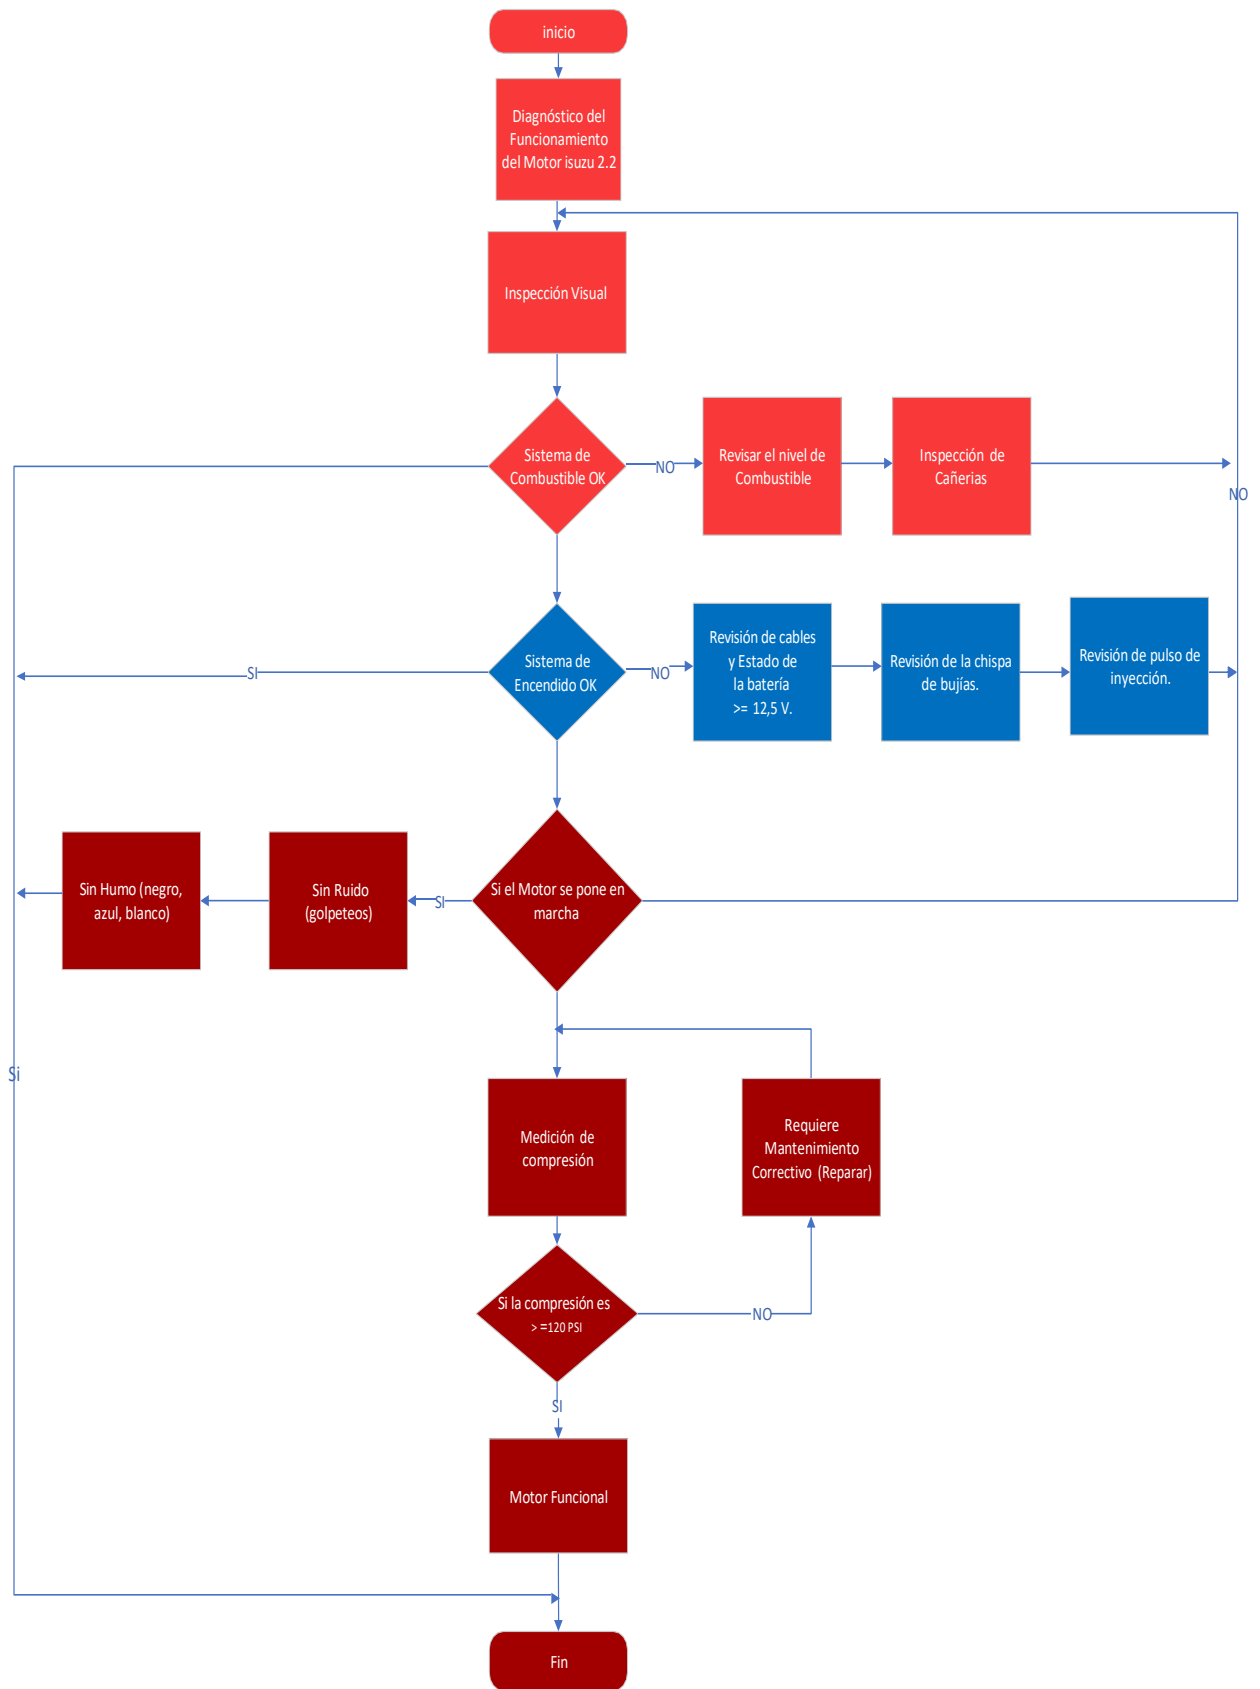 inicio
Diagnóstico del
Funcionamiento
del Motor isuzu 2.2
Inspección Visual
Sistema de
Combustible OK
NO
Revisar el nivel de
Combustible
Inspección de
Cañerias
NO
SI
Sistema de
Encendido OK
NO
Revisión de cables
y Estado de
la batería
>= 12,5 V.
Revisión de la chispa
de bujías.
Revisión de pulso de
inyección.
Sin Humo (negro,
azul, blanco)
Sin Ruido
(golpeteos)
SI
Si el Motor se pone en
marcha
Si
Medición de
compresión
Requiere
Mantenimiento
Correctivo (Reparar)
Si la compresión es
> =120 PSI
NO
SI
Motor Funcional
Fin